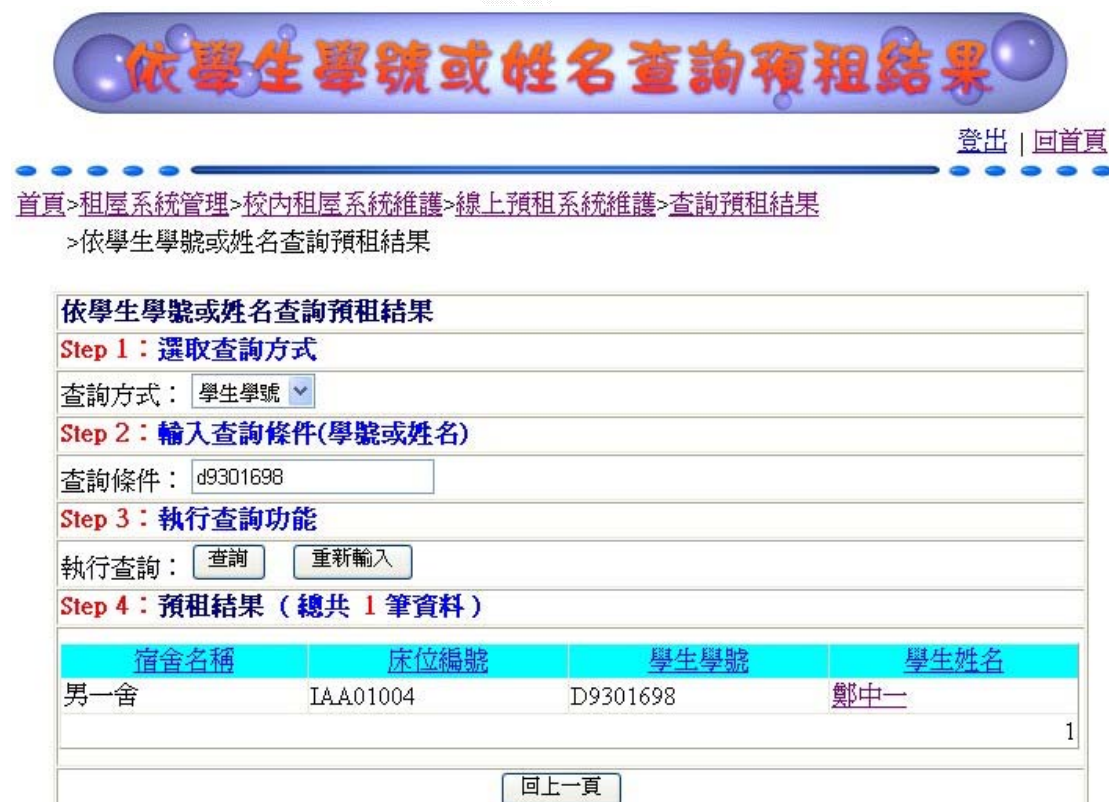 依學生學號或姓名查詢預租結果
登出 | 回首頁
首頁>租屋系統管理>校內租屋系統維護>線上預租系統維護>查詢預租結果
>依學生學號或姓名查詢預租結果
依學生學號或姓名查詢預租結果
Step 1：選取查詢方式
查詢方式： 學生學號
Step 2：輸入查詢條件(學號或姓名)
查詢條件： d9301698
Step 3：執行查詢功能
執行查詢： 查詢 重新輸入
Step 4：預租結果 ( 總共 1 筆資料 )
宿舍名稱 床位編號 學生學號 學生姓名
男一舍 IAA01004 D9301698 鄭中一
1
回上一頁